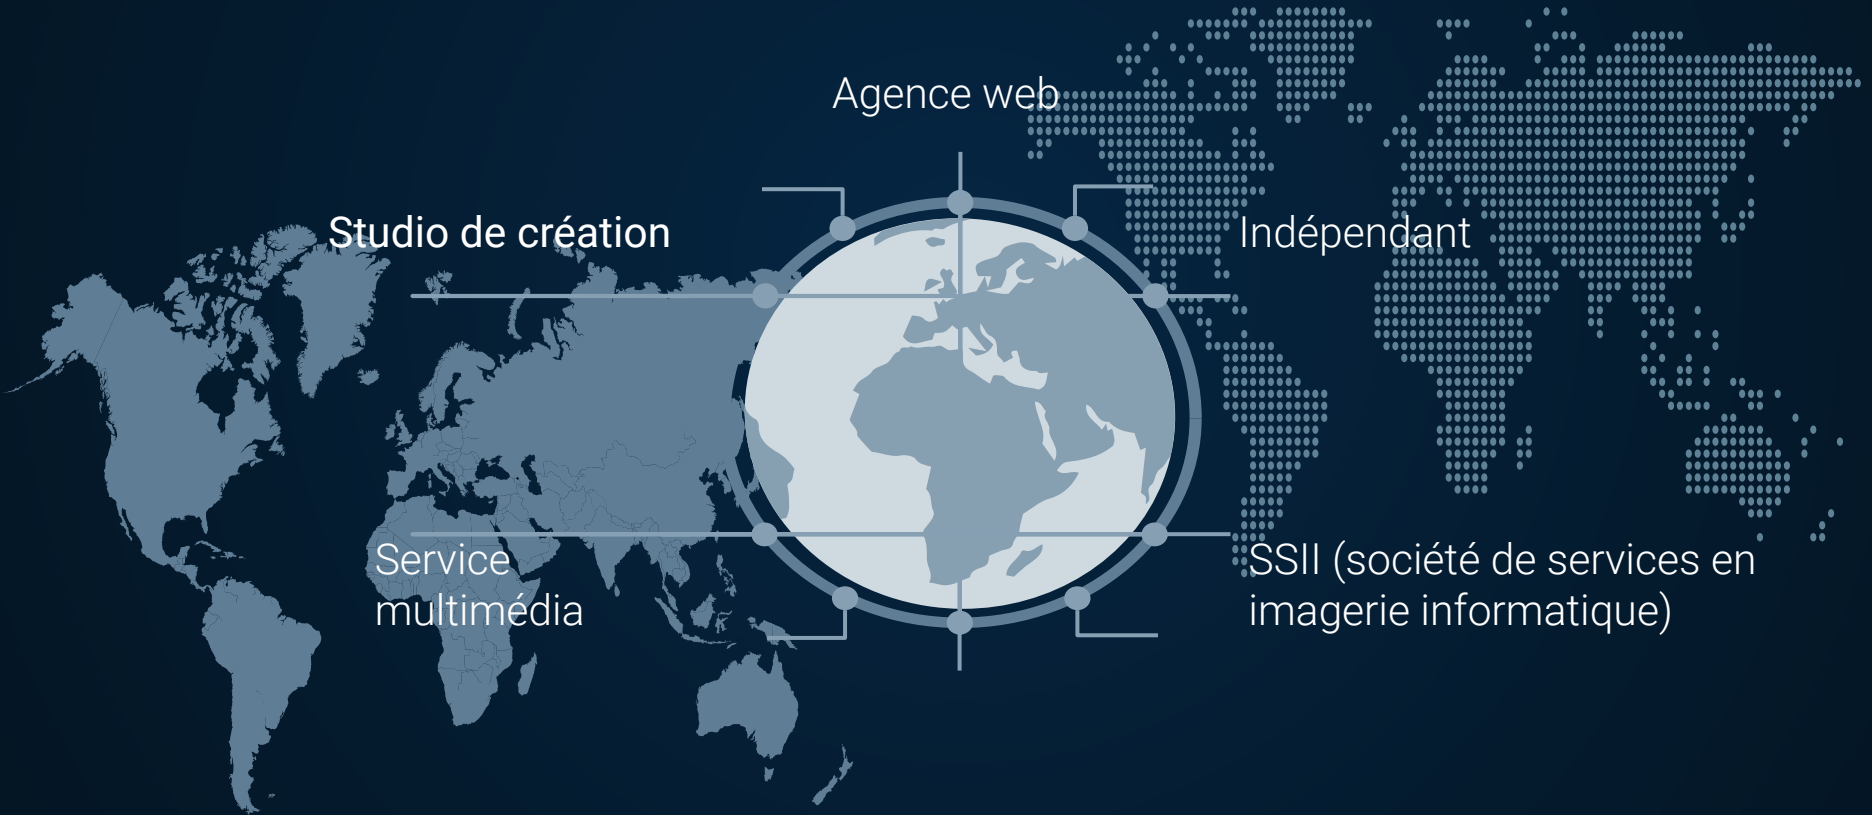 Agence web
Studio de création
Indépendant
Service
multimédia
SSII (société de services en
imagerie informatique)